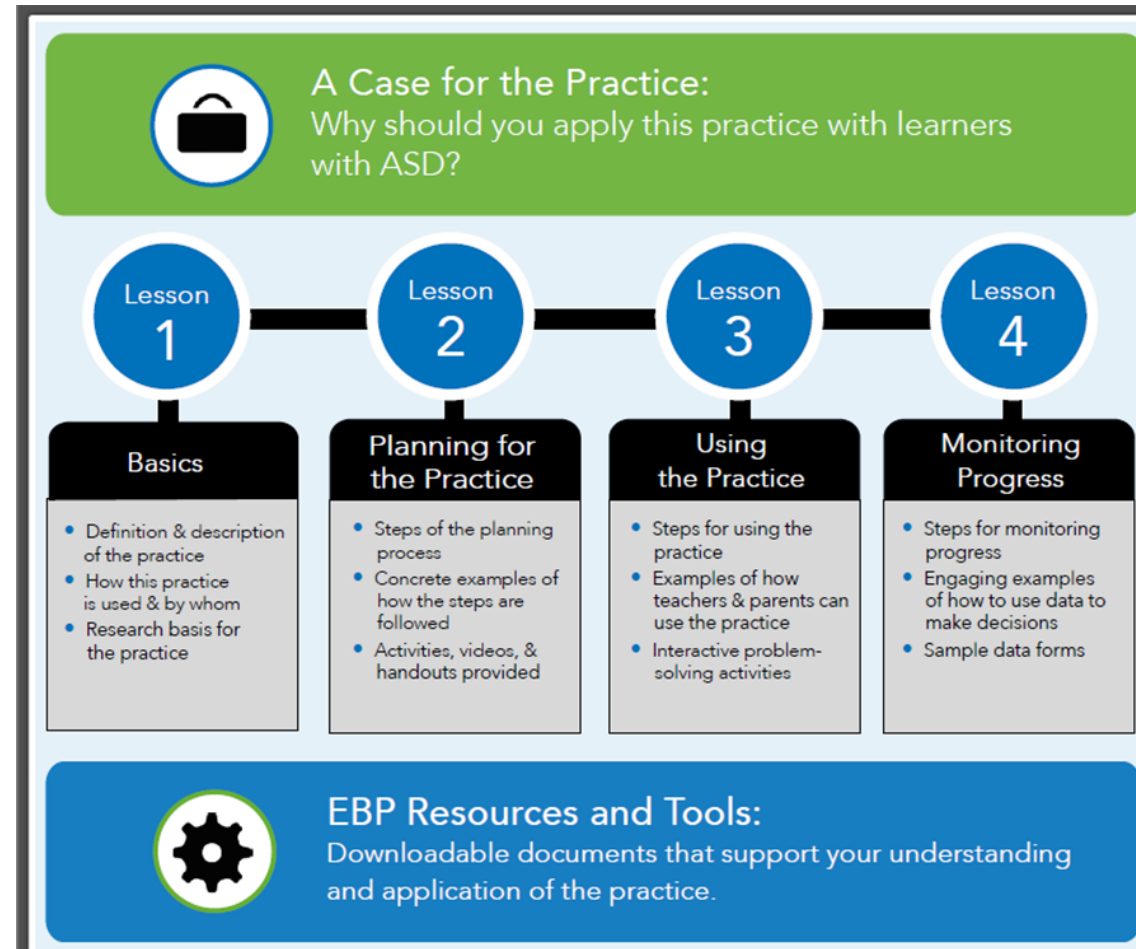 A Case for the Practice:
Why should you apply this practice with learners
with ASD?
Lesson
1
Lesson
2
Lesson
3
Lesson
4
Basics
• Definition & description
of the practice
• How this practice
is used & by whom
• Research basis for
the practice
Planning for
the Practice
• Steps of the planning
process
• Concrete examples of
how the steps are
followed
• Activities, videos, &
handouts provided
Using
the Practice
• Steps for using the
practice
• Examples of how
teachers & parents can
use the practice
• Interactive problem-
solving activities
Monitoring
Progress
• Steps for monitoring
progress
• Engaging examples
of how to use data to
make decisions
• Sample data forms
EBP Resources and Tools:
Downloadable documents that support your understanding
and application of the practice.